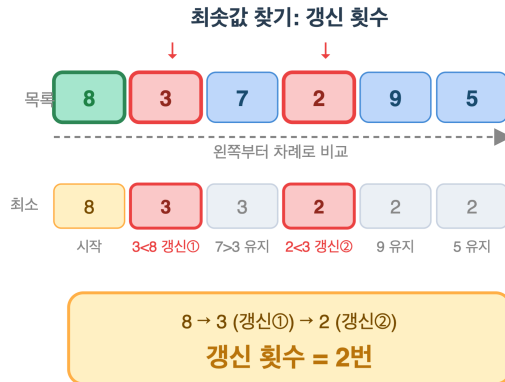 최솟값 찾기: 갱신 횟수
↓ ↓
목록 8 3 7 2 9 5
왼쪽부터 차례로 비교
최소 8 3 3 2 2 2
시작 3<8 갱신① 7>3 유지 2<3 갱신② 9 유지 5 유지
8 → 3 (갱신①) → 2 (갱신②)
갱신 횟수 = 2번